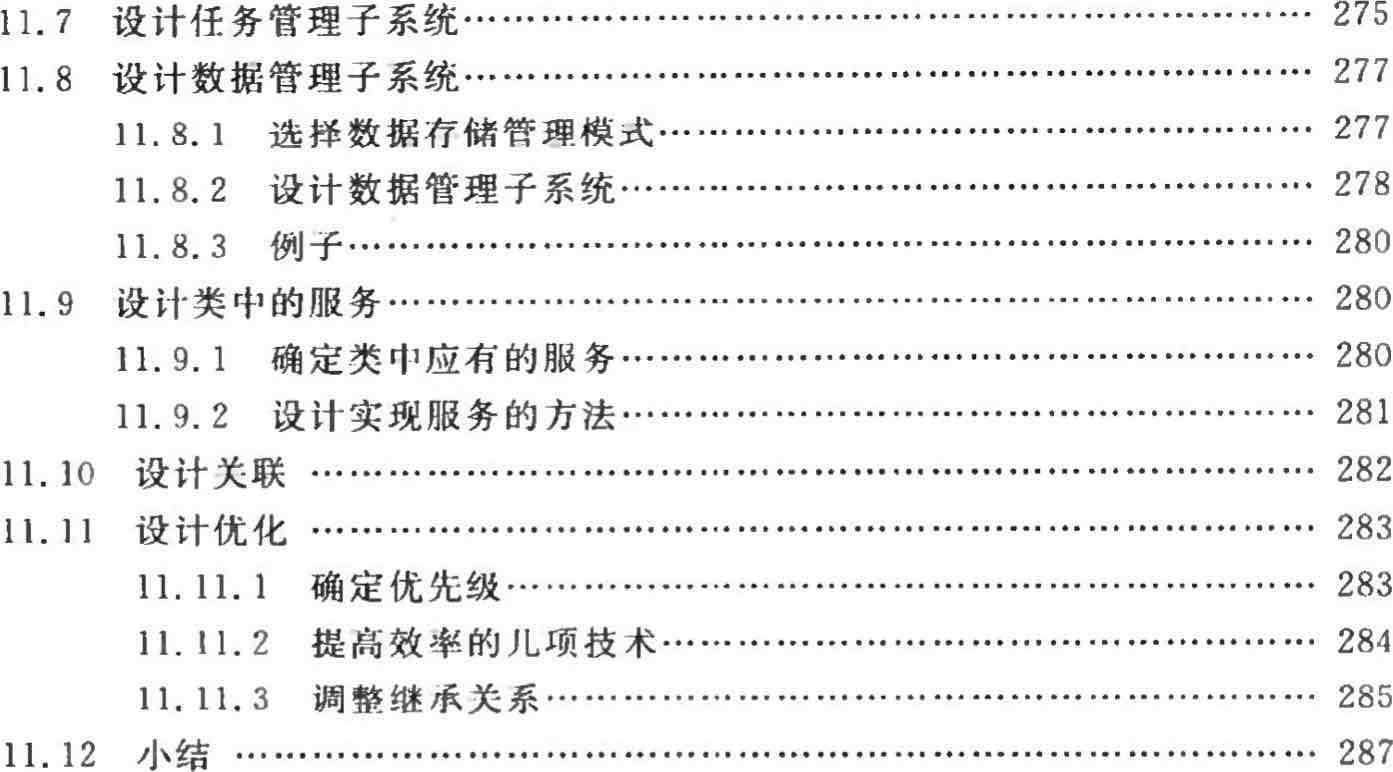 11.7 设计任务管理子系统…………………………………………………… 275
11.8 设计数据管理子系统…………………………………………………… 277
11.8.1 选择数据存储管理模式………………………………………… 277
11.8.2 设计数据管理子系统…………………………………………… 278
11.8.3 例子……………………………………………………………… 280
11.9 设计类中的服务………………………………………………………… 280
11.9.1 确定类中应有的服务…………………………………………… 280
11.9.2 设计实现服务的方法…………………………………………… 281
11.10 设计关联 ……………………………………………………………… 282
11.11 设计优化 ……………………………………………………………… 283
11.11.1 确定优先级…………………………………………………… 283
11.11.2 提高效率的几项技术………………………………………… 284
11.11.3 调整继承关系………………………………………………… 285
11.12 小结 …………………………………………………………………… 287